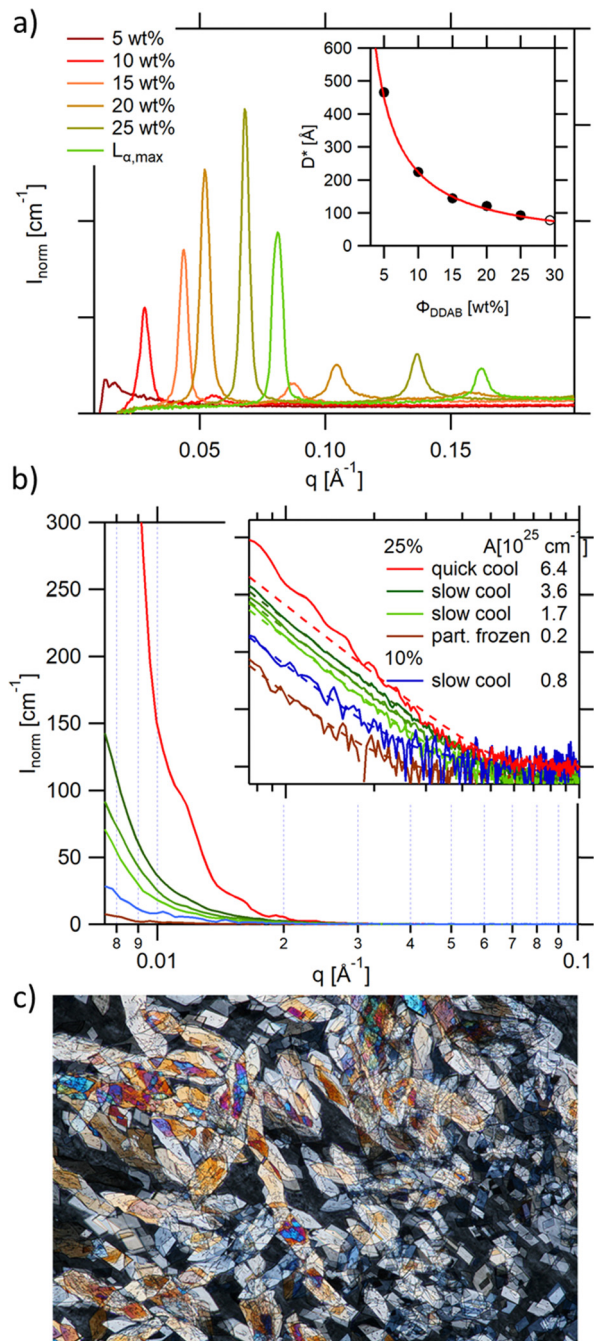 a)
5 wt%
10 wt%
15 wt%
20 wt%
25 wt%
Lα,max
600
500
400
300
200
100
0
D* [Å]
5 10 15 20 25 30
ΦDDAB [wt%]
Inorm [cm⁻¹]
0.05 0.10 0.15
q [Å⁻¹]
b)
300
250
200
150
100
50
0
Inorm [cm⁻¹]
25% A[10²⁵ cm⁻¹]
quick cool 6.4
slow cool 3.6
slow cool 1.7
part. frozen 0.2
10%
slow cool 0.8
8 9 0.01 2 3 4 5 6 7 8 9 0.1
q [Å⁻¹]
c)